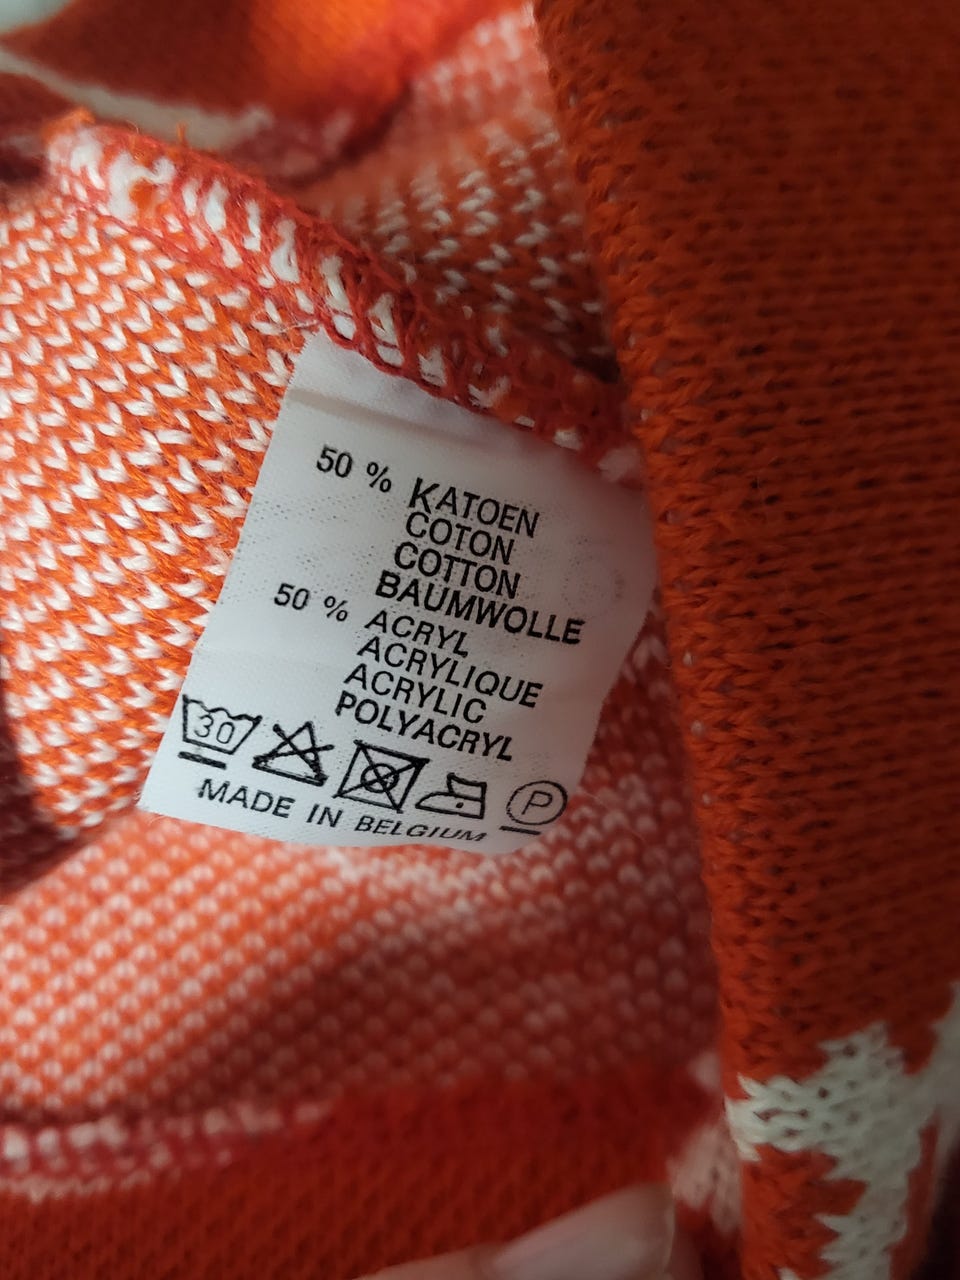 50 % KATOEN
COTON
COTTON
BAUMWOLLE
50 % ACRYL
ACRYLIQUE
ACRYLIC
POLYACRYL
30 P
MADE IN BELGIUM